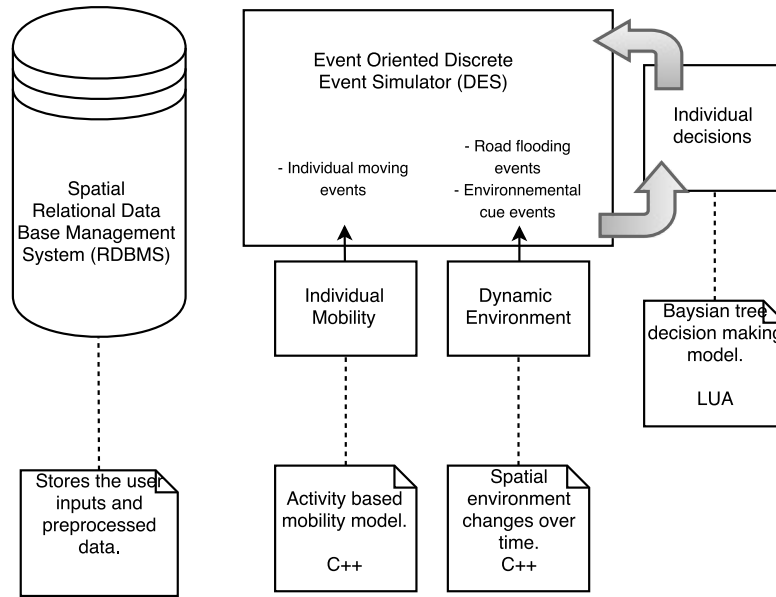 Event Oriented Discrete
Event Simulator (DES)
Individual
decisions
- Individual moving
events
- Road flooding
events
- Environnemental
cue events
Spatial
Relational Data
Base Management
System (RDBMS)
Individual
Mobility
Dynamic
Environment
Baysian tree
decision making
model.
LUA
Stores the user
inputs and
preprocessed
data.
Activity based
mobility model.
C++
Spatial
environment
changes over
time.
C++